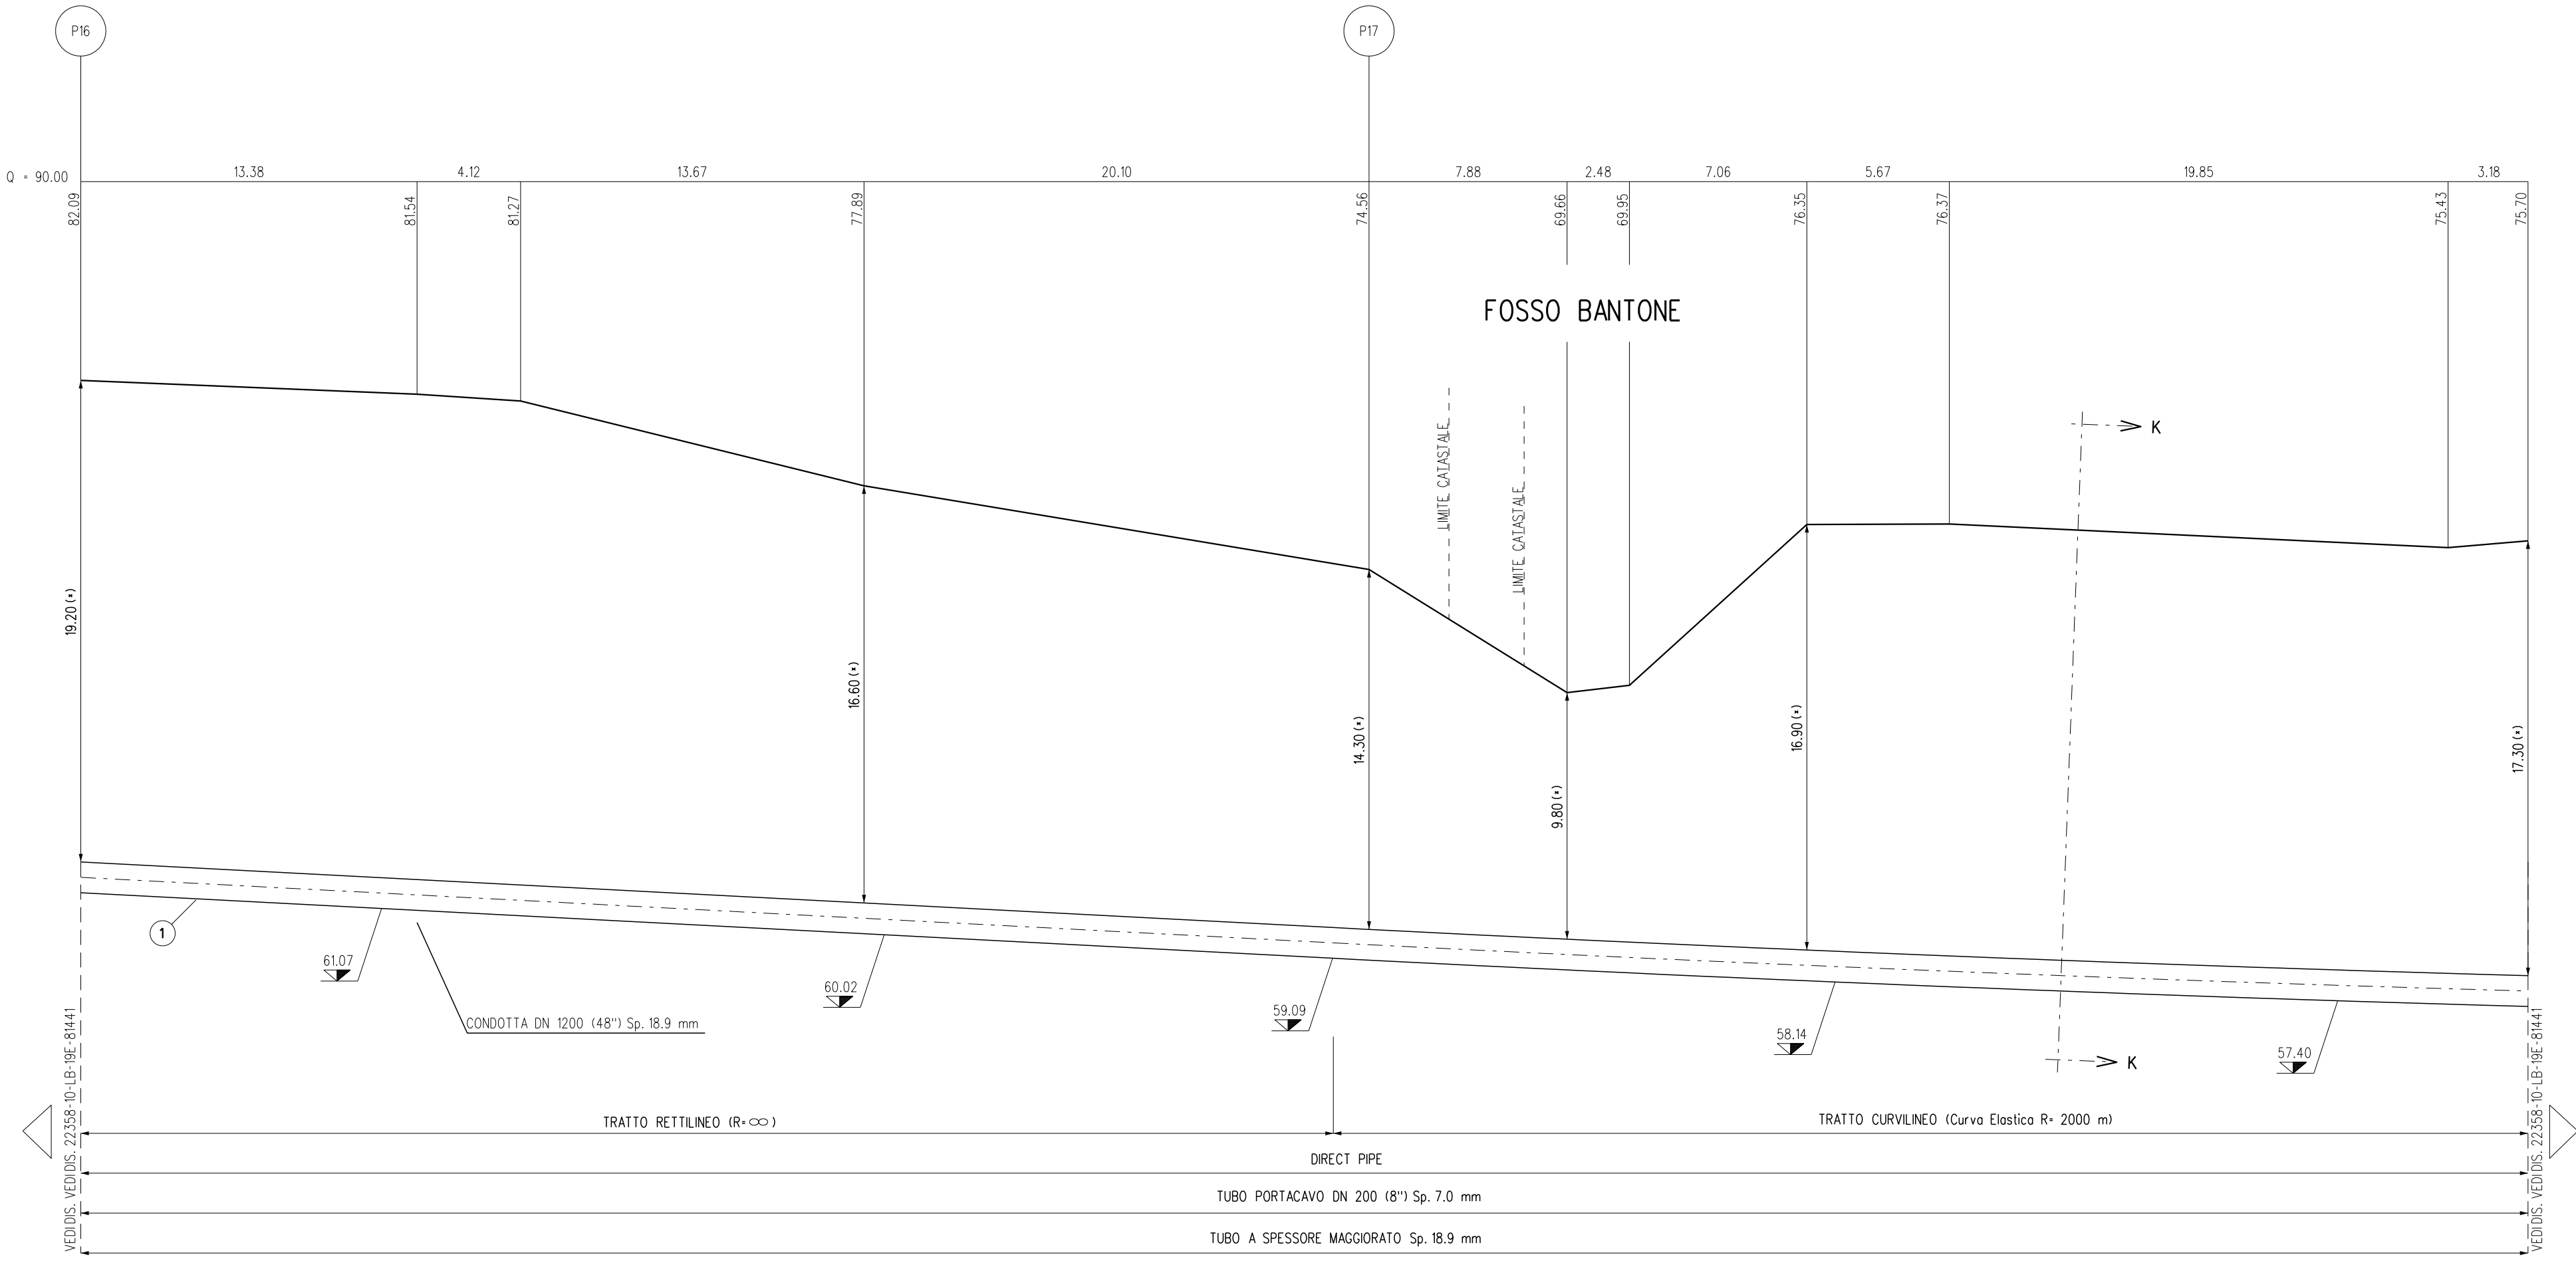 P16
P17
Q = 90.00
13.38
4.12
13.67
20.10
7.88
2.48
7.06
5.67
19.85
3.18
82.09
81.54
81.27
77.89
74.56
69.66
69.95
76.35
76.37
75.43
75.70
FOSSO BANTONE
LIMITE CATASTALE
LIMITE CATASTALE
K
19.20 (*)
16.60 (*)
14.30 (*)
9.80 (*)
16.90 (*)
17.30 (*)
1
61.07
60.02
59.09
58.14
57.40
CONDOTTA DN 1200 (48") Sp. 18.9 mm
K
VEDI DIS. VEDI DIS. 22358-10-LB-19E-81441
VEDI DIS. VEDI DIS. 22358-10-LB-19E-81441
TRATTO RETTILINEO (R=∞)
TRATTO CURVILINEO (Curva Elastica R= 2000 m)
DIRECT PIPE
TUBO PORTACAVO DN 200 (8") Sp. 7.0 mm
TUBO A SPESSORE MAGGIORATO Sp. 18.9 mm